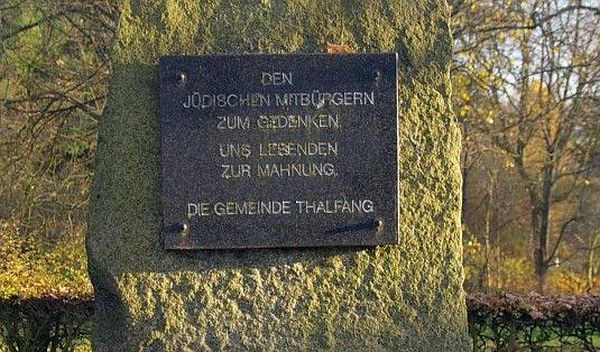 DEN
JÜDISCHEN MITBÜRGERN
ZUM GEDENKEN
UNS LEBENDEN
ZUR MAHNUNG.
DIE GEMEINDE THALFANG